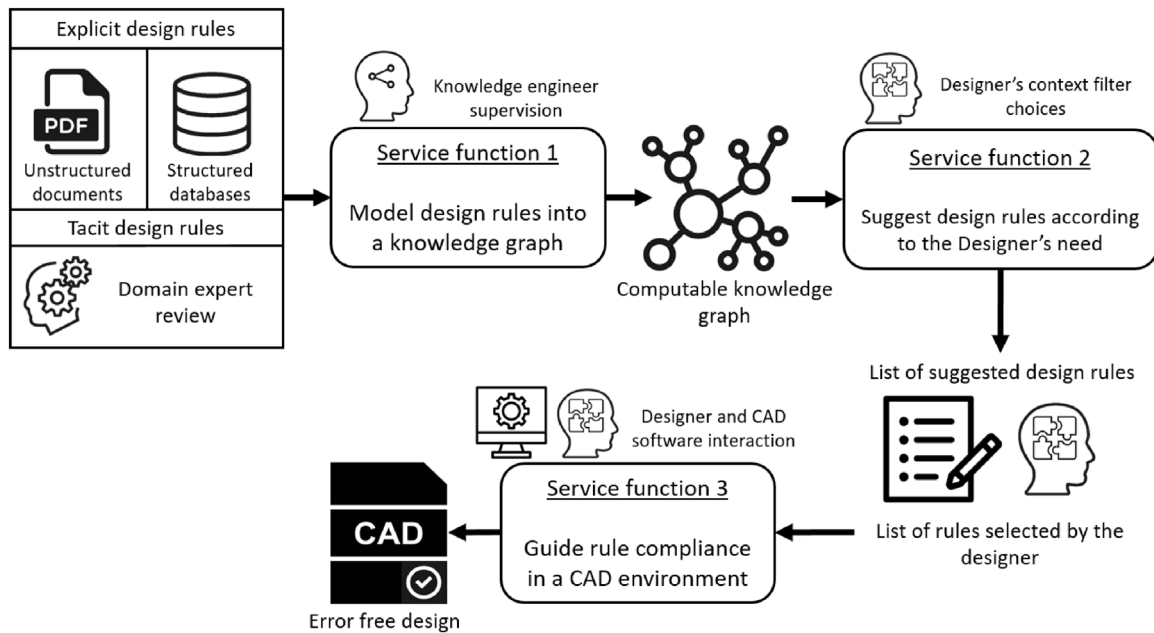 Explicit design rules
PDF
Unstructured
documents
Structured
databases
Tacit design rules
Domain expert
review
Knowledge engineer
supervision
Service function 1
Model design rules into
a knowledge graph
Computable knowledge
graph
Designer’s context filter
choices
Service function 2
Suggest design rules according
to the Designer’s need
List of suggested design rules
List of rules selected by the
designer
Designer and CAD
software interaction
Service function 3
Guide rule compliance
in a CAD environment
CAD
Error free design